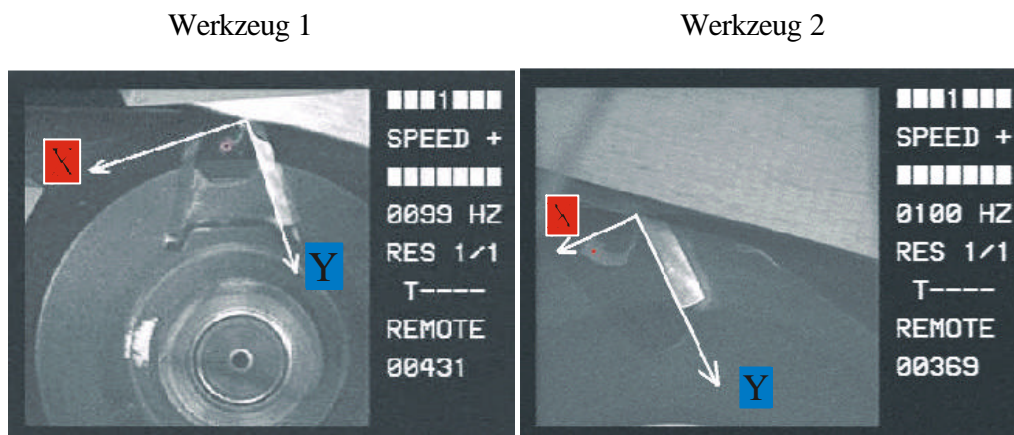 Werkzeug 1
Werkzeug 2
1
SPEED +
0099 HZ
RES 1/1
T----
REMOTE
00431
Y
1
SPEED +
0100 HZ
RES 1/1
T----
REMOTE
00369
Y